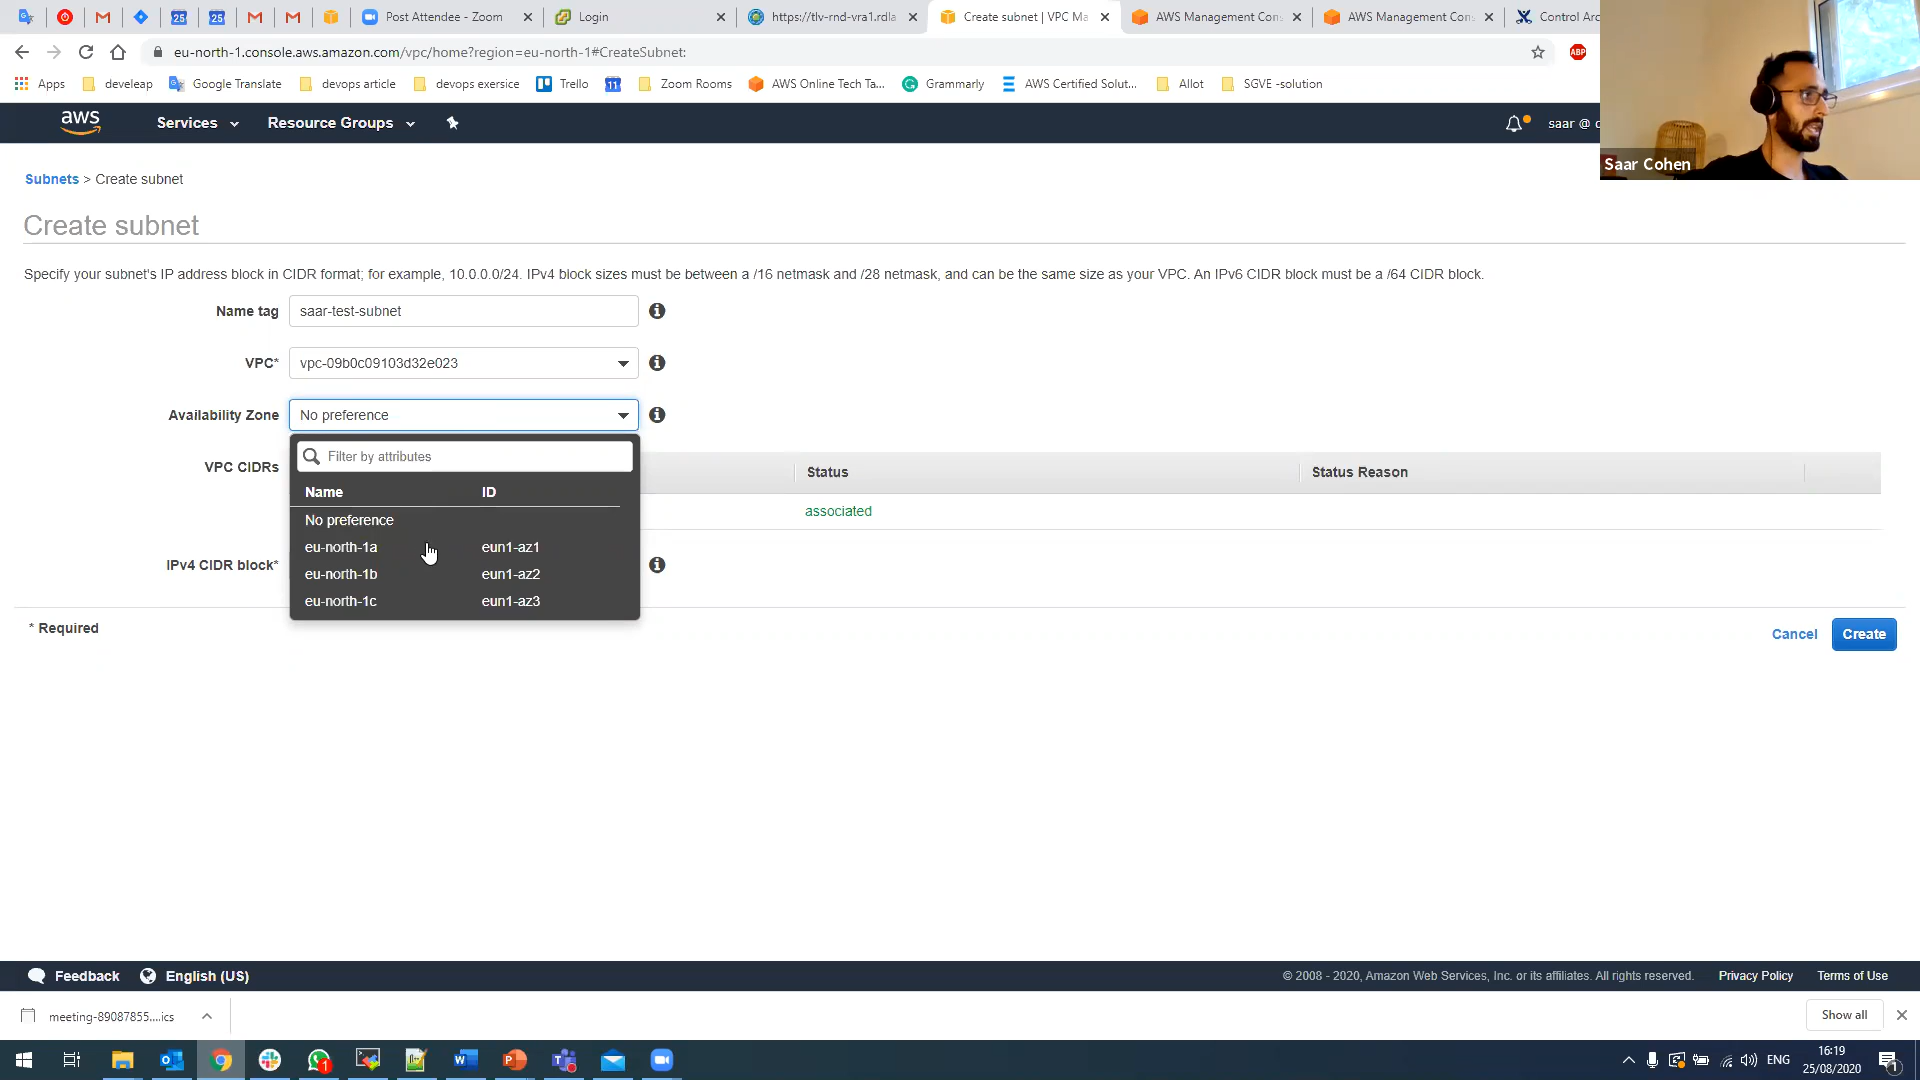 Post Attendee - Zoom
Login
https://tlv-rnd-vra1.rdla
Create subnet | VPC Ma
AWS Management Con
AWS Management Con
Control Arc
eu-north-1.console.aws.amazon.com/vpc/home?region=eu-north-1#CreateSubnet:
ABP
Apps
develeap
Google Translate
devops article
devops exersice
Trello
11
Zoom Rooms
AWS Online Tech Ta...
Grammarly
AWS Certified Solut...
Allot
SGVE -solution
aws
Services
Resource Groups
saar @
Saar Cohen
Subnets > Create subnet
Create subnet
Specify your subnet's IP address block in CIDR format; for example, 10.0.0.0/24. IPv4 block sizes must be between a /16 netmask and /28 netmask, and can be the same size as your VPC. An IPv6 CIDR block must be a /64 CIDR block.
Name tag
saar-test-subnet
VPC*
vpc-09b0c09103d32e023
Availability Zone
No preference
Filter by attributes
Name ID
No preference
eu-north-1a eun1-az1
eu-north-1b eun1-az2
eu-north-1c eun1-az3
VPC CIDRs
Status
Status Reason
associated
IPv4 CIDR block*
* Required
Cancel
Create
Feedback
English (US)
© 2008 - 2020, Amazon Web Services, Inc. or its affiliates. All rights reserved.
Privacy Policy
Terms of Use
meeting-89087855....ics
Show all
ENG
16:19
25/08/2020